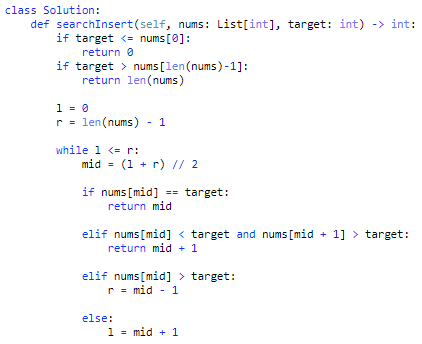 class Solution:
    def searchInsert(self, nums: List[int], target: int) -> int:
        if target <= nums[0]:
            return 0
        if target > nums[len(nums)-1]:
            return len(nums)

        l = 0
        r = len(nums) - 1

        while l <= r:
            mid = (l + r) // 2

            if nums[mid] == target:
                return mid

            elif nums[mid] < target and nums[mid + 1] > target:
                return mid + 1

            elif nums[mid] > target:
                r = mid - 1

            else:
                l = mid + 1